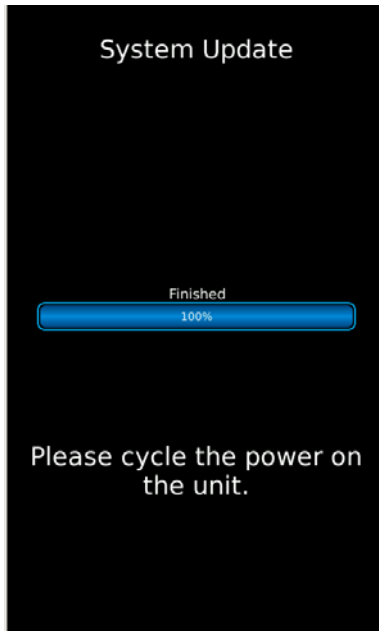 System Update
Finished
100%
Please cycle the power on
the unit.